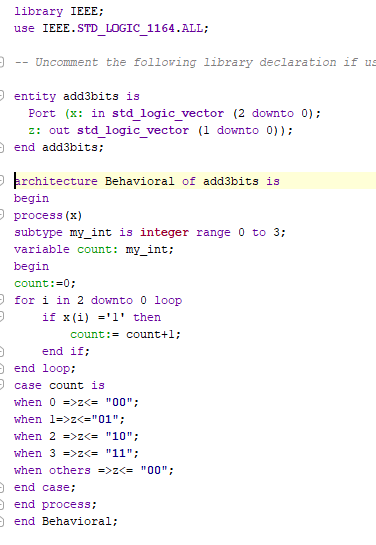 library IEEE;
use IEEE.STD_LOGIC_1164.ALL;
-- Uncomment the following library declaration if us
entity add3bits is
Port (x: in std_logic_vector (2 downto 0);
z: out std_logic_vector (1 downto 0));
end add3bits;
architecture Behavioral of add3bits is
begin
process(x)
subtype my_int is integer range 0 to 3;
variable count: my_int;
begin
count:=0;
for i in 2 downto 0 loop
if x(i) ='1' then
count:= count+1;
end if;
end loop;
case count is
when 0 =>z<= "00";
when 1=>z<="01";
when 2 =>z<= "10";
when 3 =>z<= "11";
when others =>z<= "00";
end case;
end process;
end Behavioral;